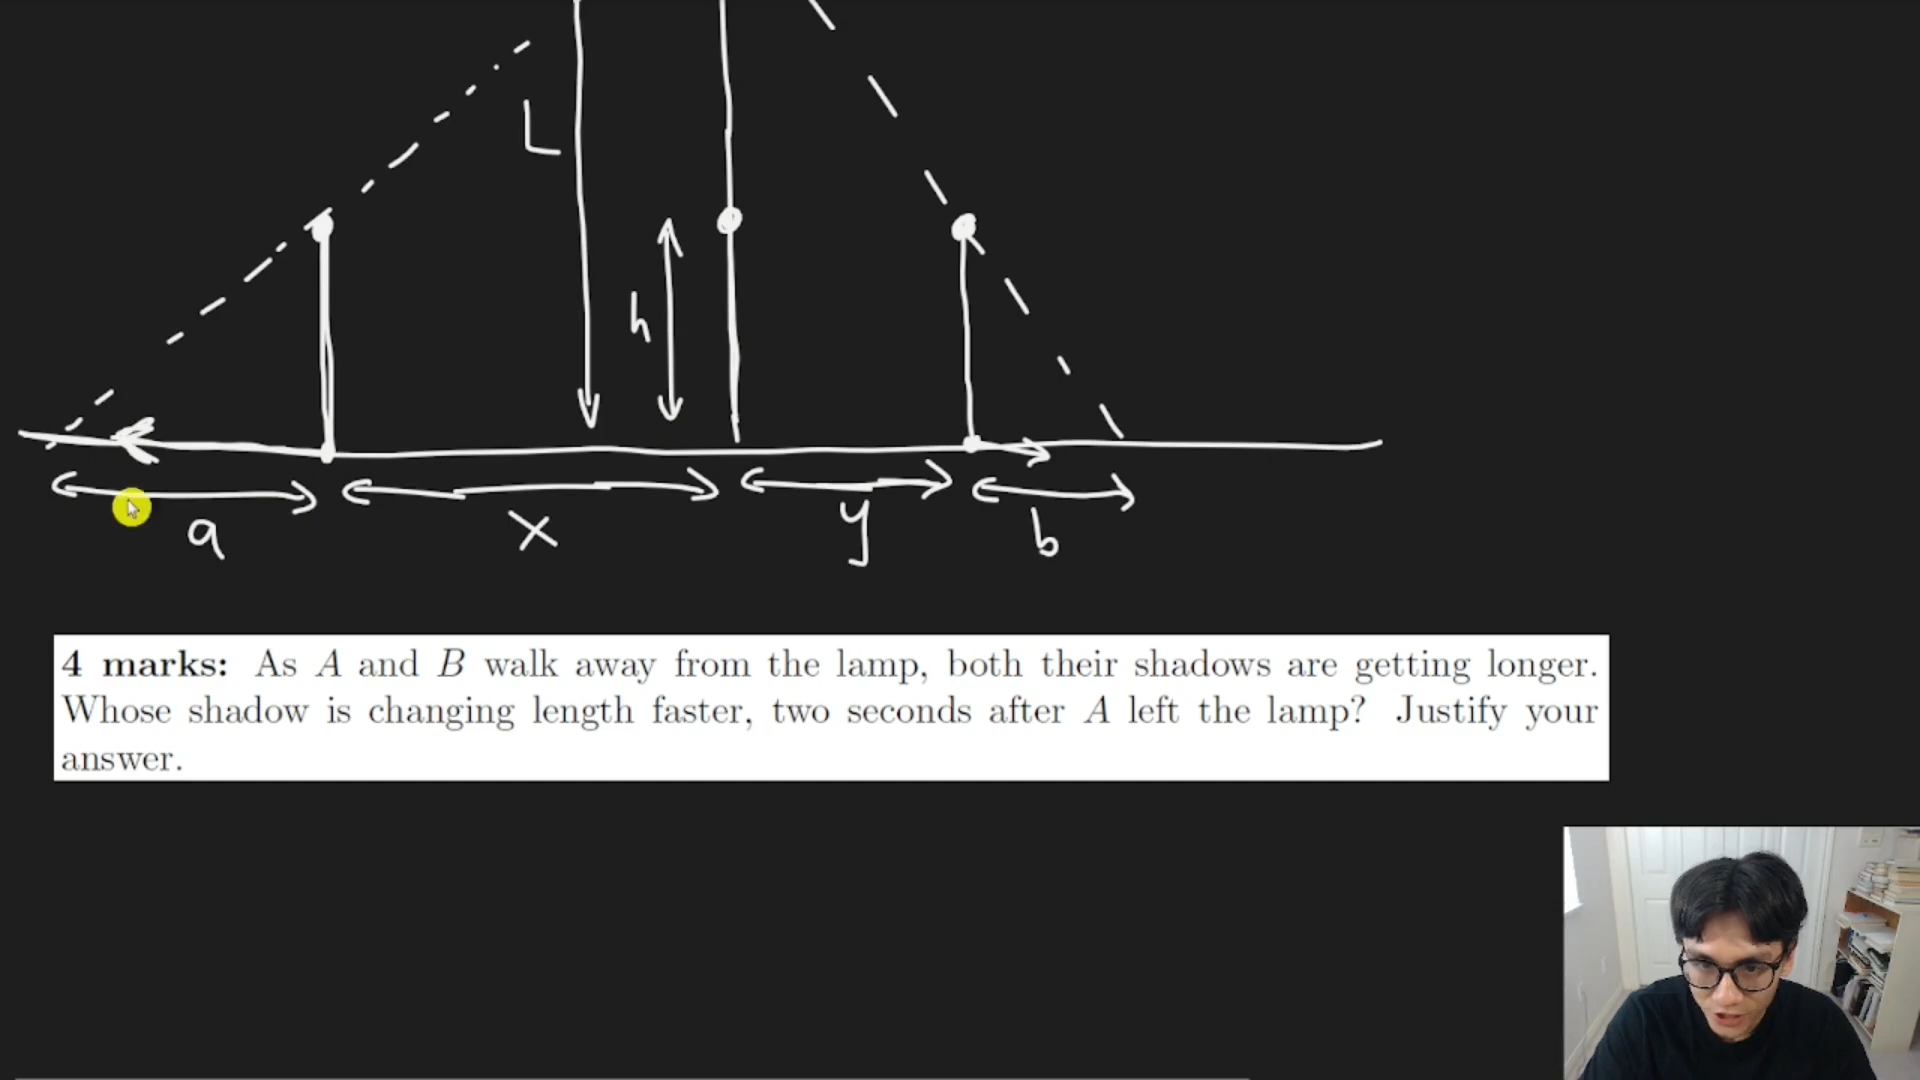 L
h
a
x
y
b
4 marks: As A and B walk away from the lamp, both their shadows are getting longer.
Whose shadow is changing length faster, two seconds after A left the lamp? Justify your
answer.